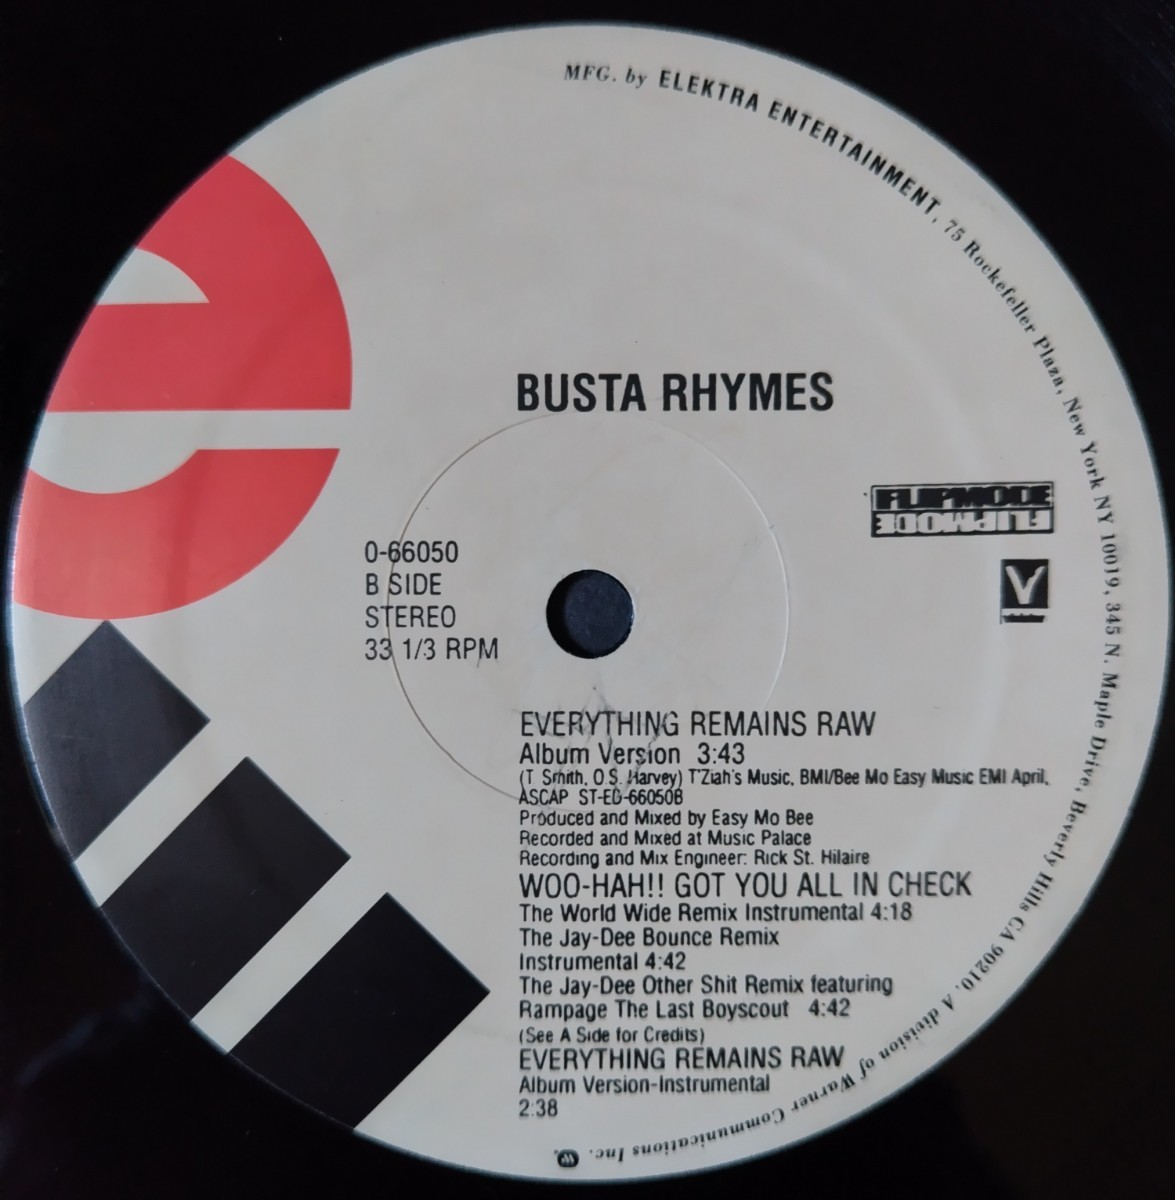 MFG. by ELEKTRA ENTERTAINMENT, 75 Rockefeller Plaza, New York NY 10019, 345 N. Maple Drive, Beverly Hills CA 90210. A division of Warner Communications Inc.
e
BUSTA RHYMES
FLIPMODE
FLIPMODE
0-66050
B SIDE
STEREO
33 1/3 RPM
EVERYTHING REMAINS RAW
Album Version 3:43
(T. Smith, O.S. Harvey) T'Ziah's Music, BMI/Bee Mo Easy Music EMI April,
ASCAP ST-ED-66050B
Produced and Mixed by Easy Mo Bee
Recorded and Mixed at Music Palace
Recording and Mix Engineer: Rick St. Hilaire
WOO-HAH!! GOT YOU ALL IN CHECK
The World Wide Remix Instrumental 4:18
The Jay-Dee Bounce Remix
Instrumental 4:42
The Jay-Dee Other Shit Remix featuring
Rampage The Last Boyscout 4:42
(See A Side for Credits)
EVERYTHING REMAINS RAW
Album Version-Instrumental
2:38